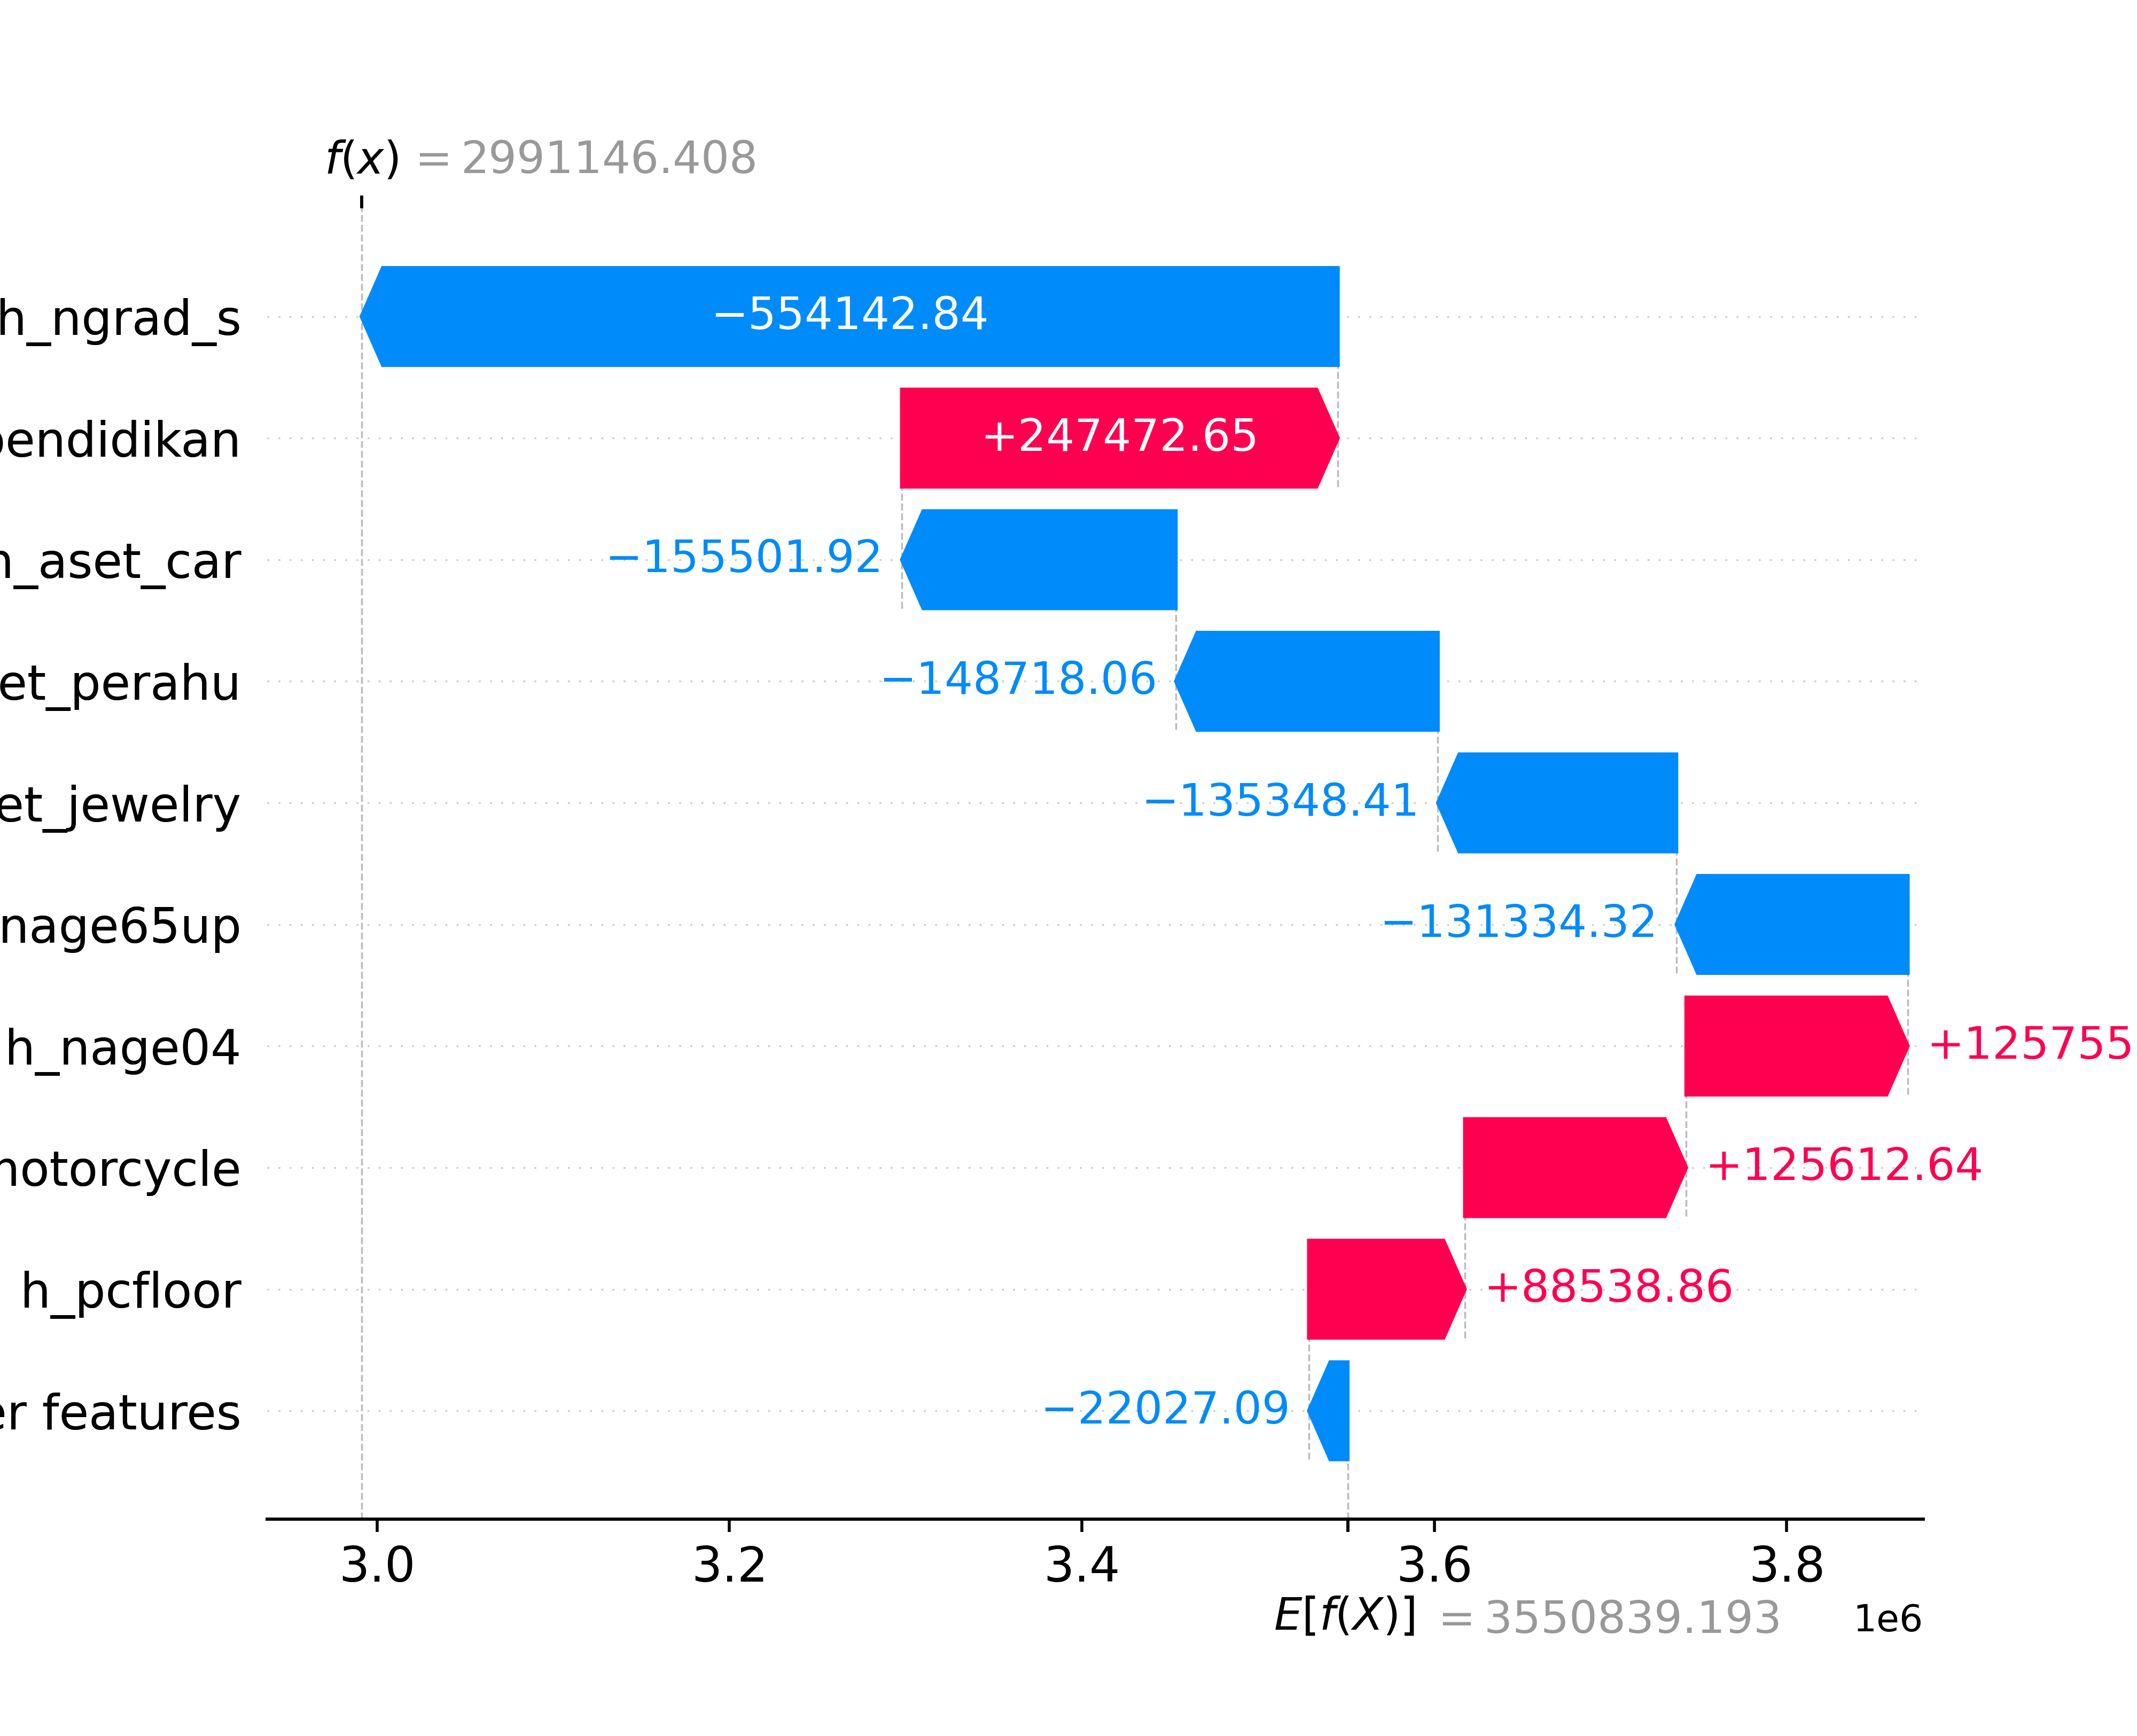 f(x) = 2991146.408
h_ngrad_s
−554142.84
pendidikan
+247472.65
_aset_car
−155501.92
et_perahu
−148718.06
et_jewelry
−135348.41
nage65up
−131334.32
h_nage04
+125755
motorcycle
+125612.64
h_pcfloor
+88538.86
er features
−22027.09
3.0 3.2 3.4 3.6 3.8
E[f(X)] = 3550839.193 1e6